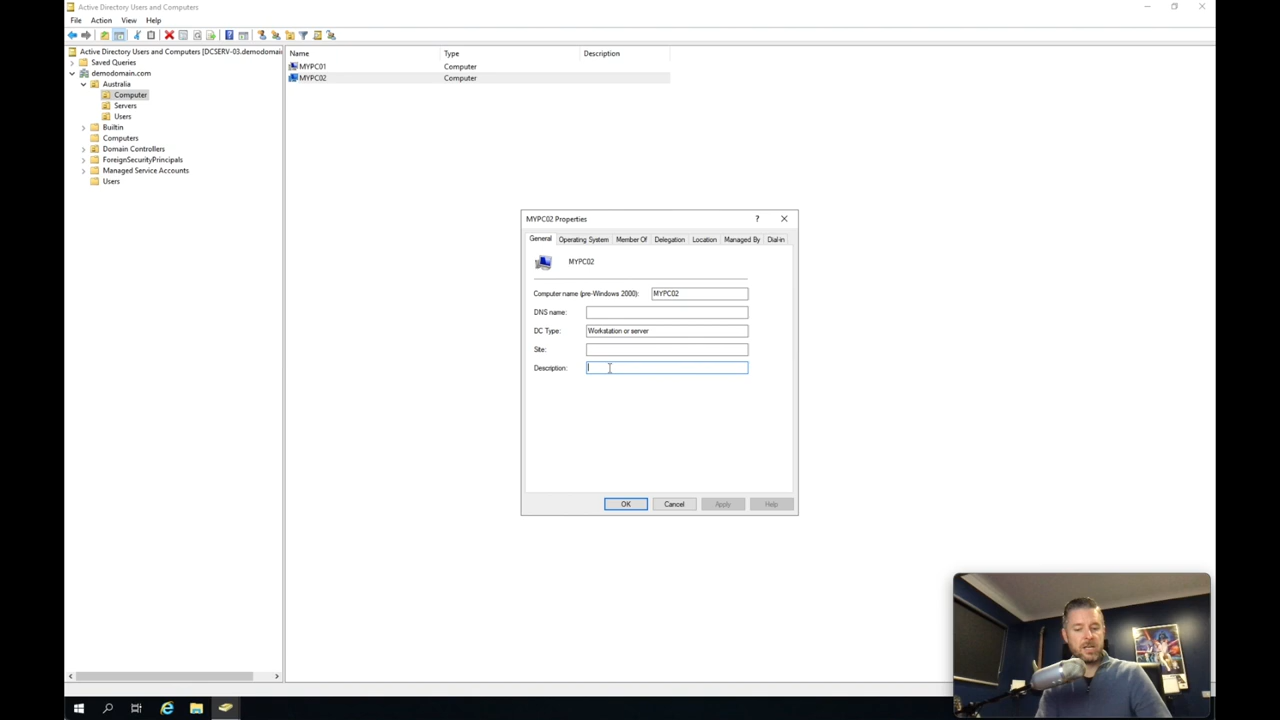 Active Directory Users and Computers
File Action View Help
Active Directory Users and Computers [DCSERV-03.demodomain
Saved Queries
demodomain.com
Australia
Computer
Servers
Users
Builtin
Computers
Domain Controllers
ForeignSecurityPrincipals
Managed Service Accounts
Users
Name Type Description
MYPC01 Computer
MYPC02 Computer
MYPC02 Properties
General Operating System Member Of Delegation Location Managed By Dial-in
MYPC02
Computer name (pre-Windows 2000): MYPC02
DNS name:
DC Type: Workstation or server
Site:
Description:
OK Cancel Apply Help